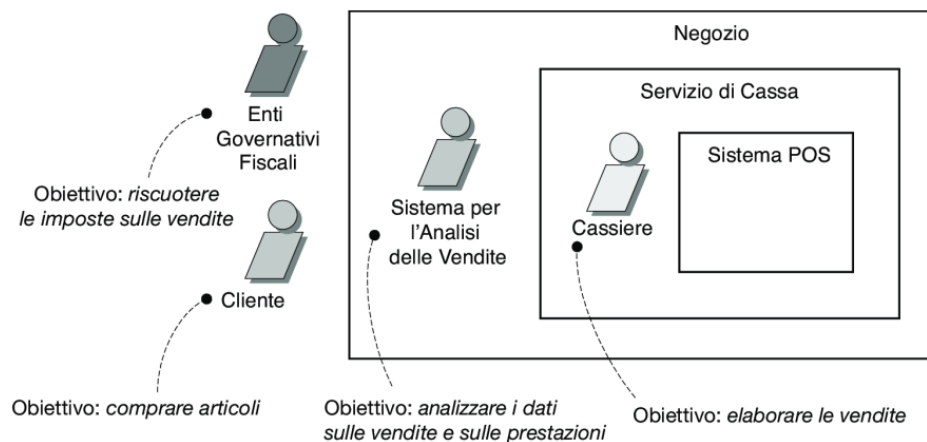 Negozio
Servizio di Cassa
Sistema POS
Enti
Governativi
Fiscali
Obiettivo: riscuotere
le imposte sulle vendite
Sistema per
l'Analisi
delle Vendite
Cassiere
Cliente
Obiettivo: comprare articoli
Obiettivo: analizzare i dati
sulle vendite e sulle prestazioni
Obiettivo: elaborare le vendite